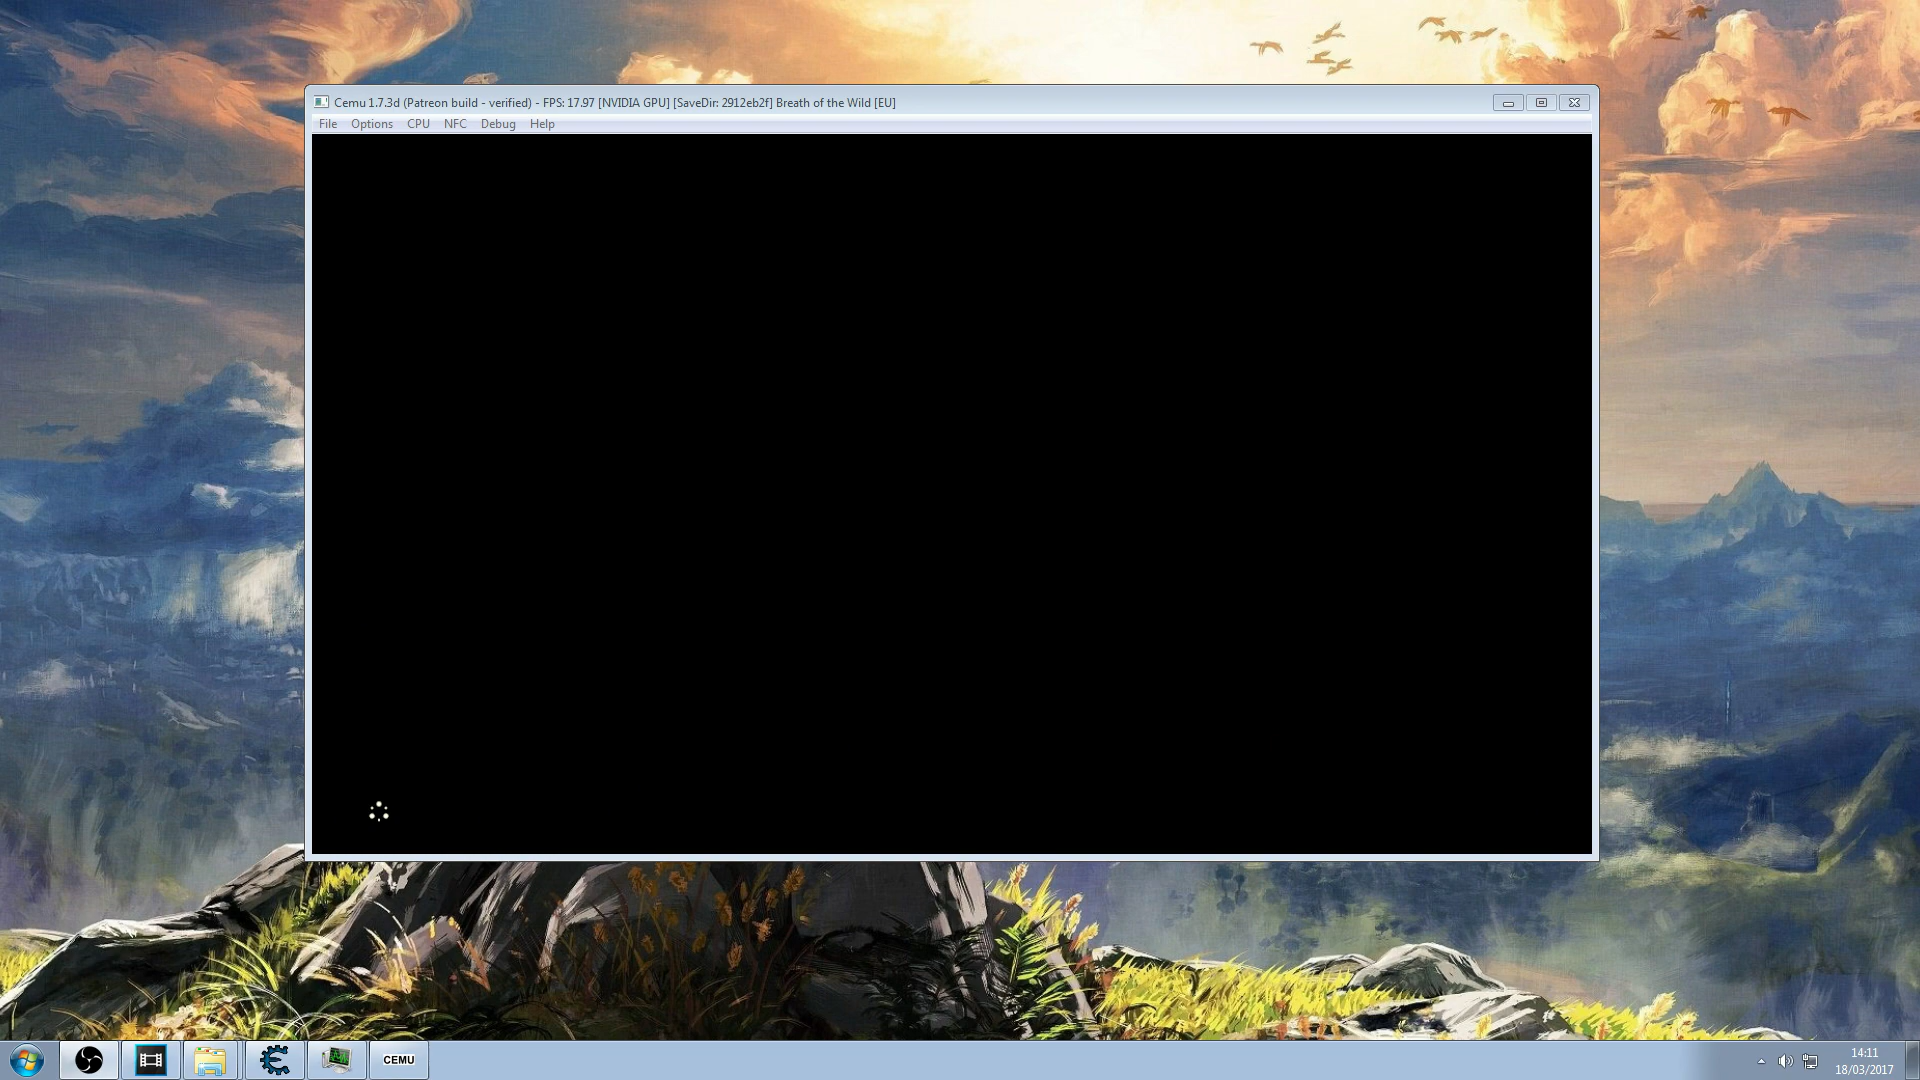 Cemu 1.7.3d (Patreon build - verified) - FPS: 17.97 [NVIDIA GPU] [SaveDir: 2912eb2f] Breath of the Wild [EU]
File Options CPU NFC Debug Help
CEMU
14:11
18/03/2017